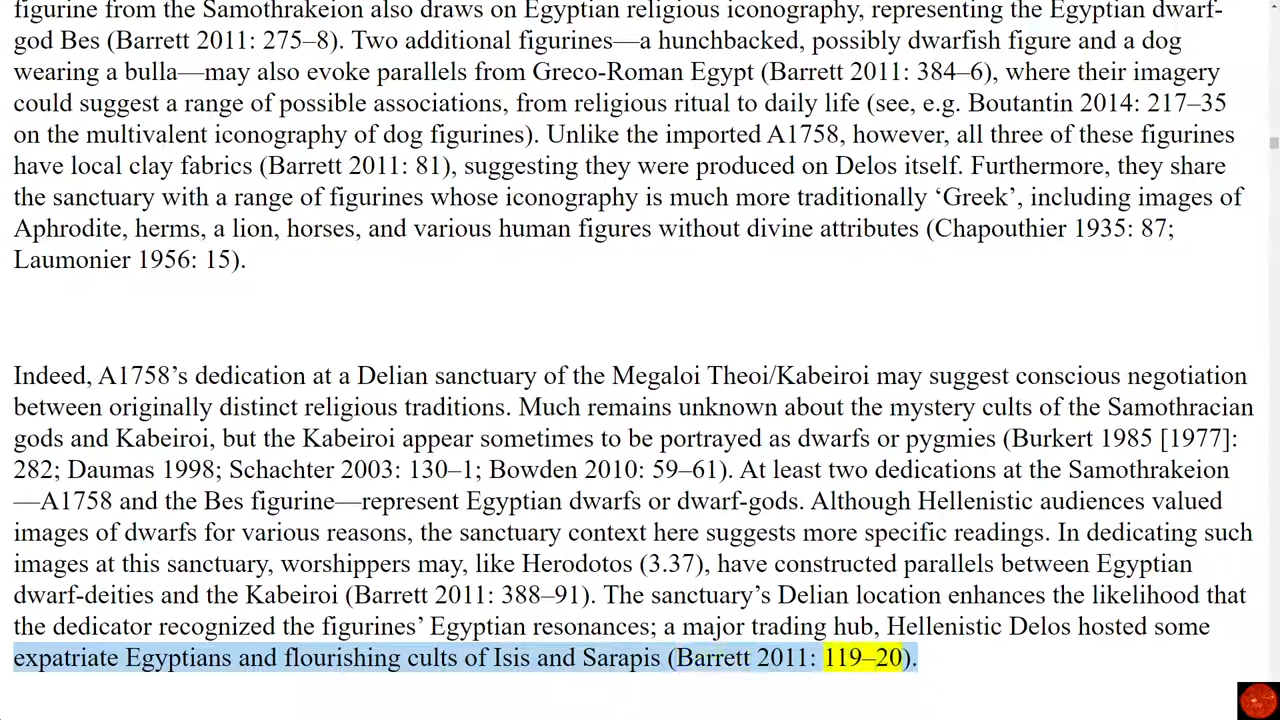 figurine from the Samothrakeion also draws on Egyptian religious iconography, representing the Egyptian dwarf-
god Bes (Barrett 2011: 275–8). Two additional figurines—a hunchbacked, possibly dwarfish figure and a dog
wearing a bulla—may also evoke parallels from Greco-Roman Egypt (Barrett 2011: 384–6), where their imagery
could suggest a range of possible associations, from religious ritual to daily life (see, e.g. Boutantin 2014: 217–35
on the multivalent iconography of dog figurines). Unlike the imported A1758, however, all three of these figurines
have local clay fabrics (Barrett 2011: 81), suggesting they were produced on Delos itself. Furthermore, they share
the sanctuary with a range of figurines whose iconography is much more traditionally ‘Greek’, including images of
Aphrodite, herms, a lion, horses, and various human figures without divine attributes (Chapouthier 1935: 87;
Laumonier 1956: 15).
Indeed, A1758’s dedication at a Delian sanctuary of the Megaloi Theoi/Kabeiroi may suggest conscious negotiation
between originally distinct religious traditions. Much remains unknown about the mystery cults of the Samothracian
gods and Kabeiroi, but the Kabeiroi appear sometimes to be portrayed as dwarfs or pygmies (Burkert 1985 [1977]:
282; Daumas 1998; Schachter 2003: 130–1; Bowden 2010: 59–61). At least two dedications at the Samothrakeion
—A1758 and the Bes figurine—represent Egyptian dwarfs or dwarf-gods. Although Hellenistic audiences valued
images of dwarfs for various reasons, the sanctuary context here suggests more specific readings. In dedicating such
images at this sanctuary, worshippers may, like Herodotos (3.37), have constructed parallels between Egyptian
dwarf-deities and the Kabeiroi (Barrett 2011: 388–91). The sanctuary’s Delian location enhances the likelihood that
the dedicator recognized the figurines’ Egyptian resonances; a major trading hub, Hellenistic Delos hosted some
expatriate Egyptians and flourishing cults of Isis and Sarapis (Barrett 2011: 119–20).